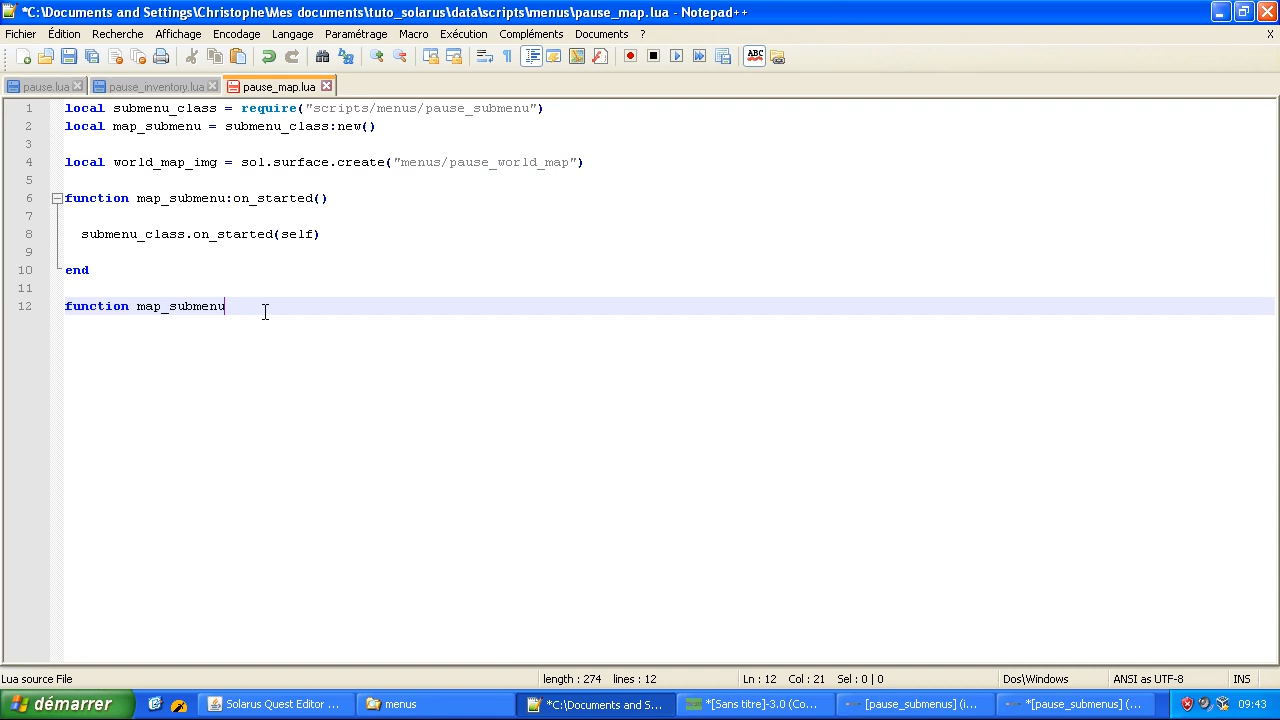 *C:\Documents and Settings\Christophe\Mes documents\tuto_solarus\data\scripts\menus\pause_map.lua - Notepad++
Fichier Édition Recherche Affichage Encodage Langage Paramétrage Macro Exécution Compléments Documents ? X
ABC
pause.lua pause_inventory.lua pause_map.lua
1 local submenu_class = require("scripts/menus/pause_submenu")
2 local map_submenu = submenu_class:new()
3
4 local world_map_img = sol.surface.create("menus/pause_world_map")
5
6 function map_submenu:on_started()
7
8 submenu_class.on_started(self)
9
10 end
11
12 function map_submenu
Lua source File length : 274 lines : 12 Ln : 12 Col : 21 Sel : 0 | 0 Dos\Windows ANSI as UTF-8 INS
démarrer Solarus Quest Editor ... menus *C:\Documents and S... *[Sans titre]-3.0 (Co... [pause_submenus] (i... *[pause_submenus] (... 09:43